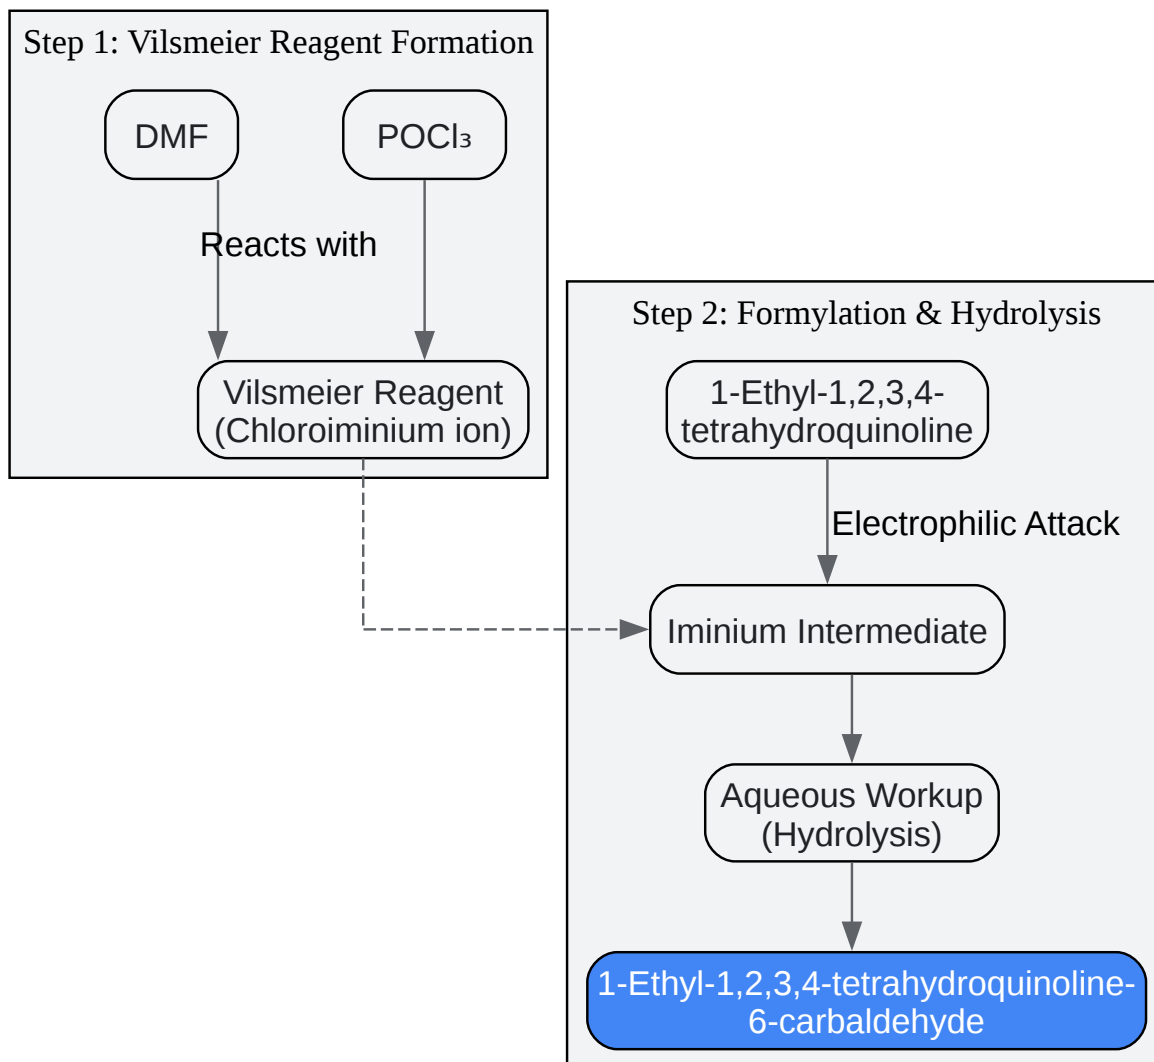 Step 1: Vilsmeier Reagent Formation
DMF
POCl₃
Reacts with
Vilsmeier Reagent
(Chloroiminium ion)
Step 2: Formylation & Hydrolysis
1-Ethyl-1,2,3,4-
tetrahydroquinoline
Electrophilic Attack
Iminium Intermediate
Aqueous Workup
(Hydrolysis)
1-Ethyl-1,2,3,4-tetrahydroquinoline-
6-carbaldehyde